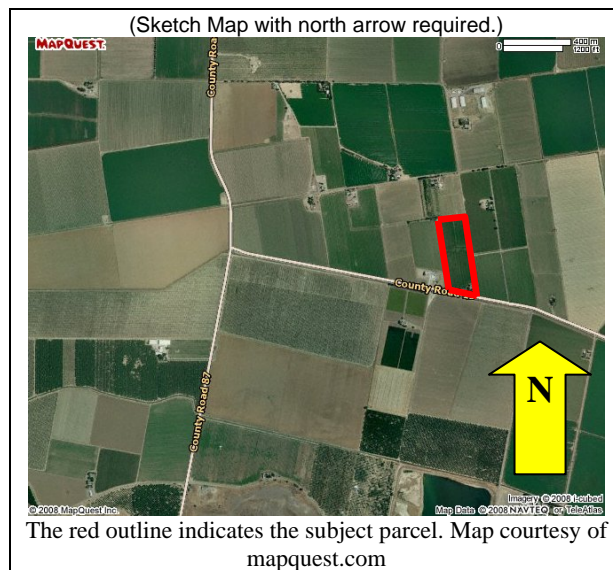 (Sketch Map with north arrow required.)
MAPQUEST.
400 m
0
1200 ft
County Road
County Road
County Road 87
N
© 2008 MapQuest Inc.
Imagery © 2008 i-cubed
Map Data © 2008 NAVTEQ or TeleAtlas
The red outline indicates the subject parcel. Map courtesy of
mapquest.com